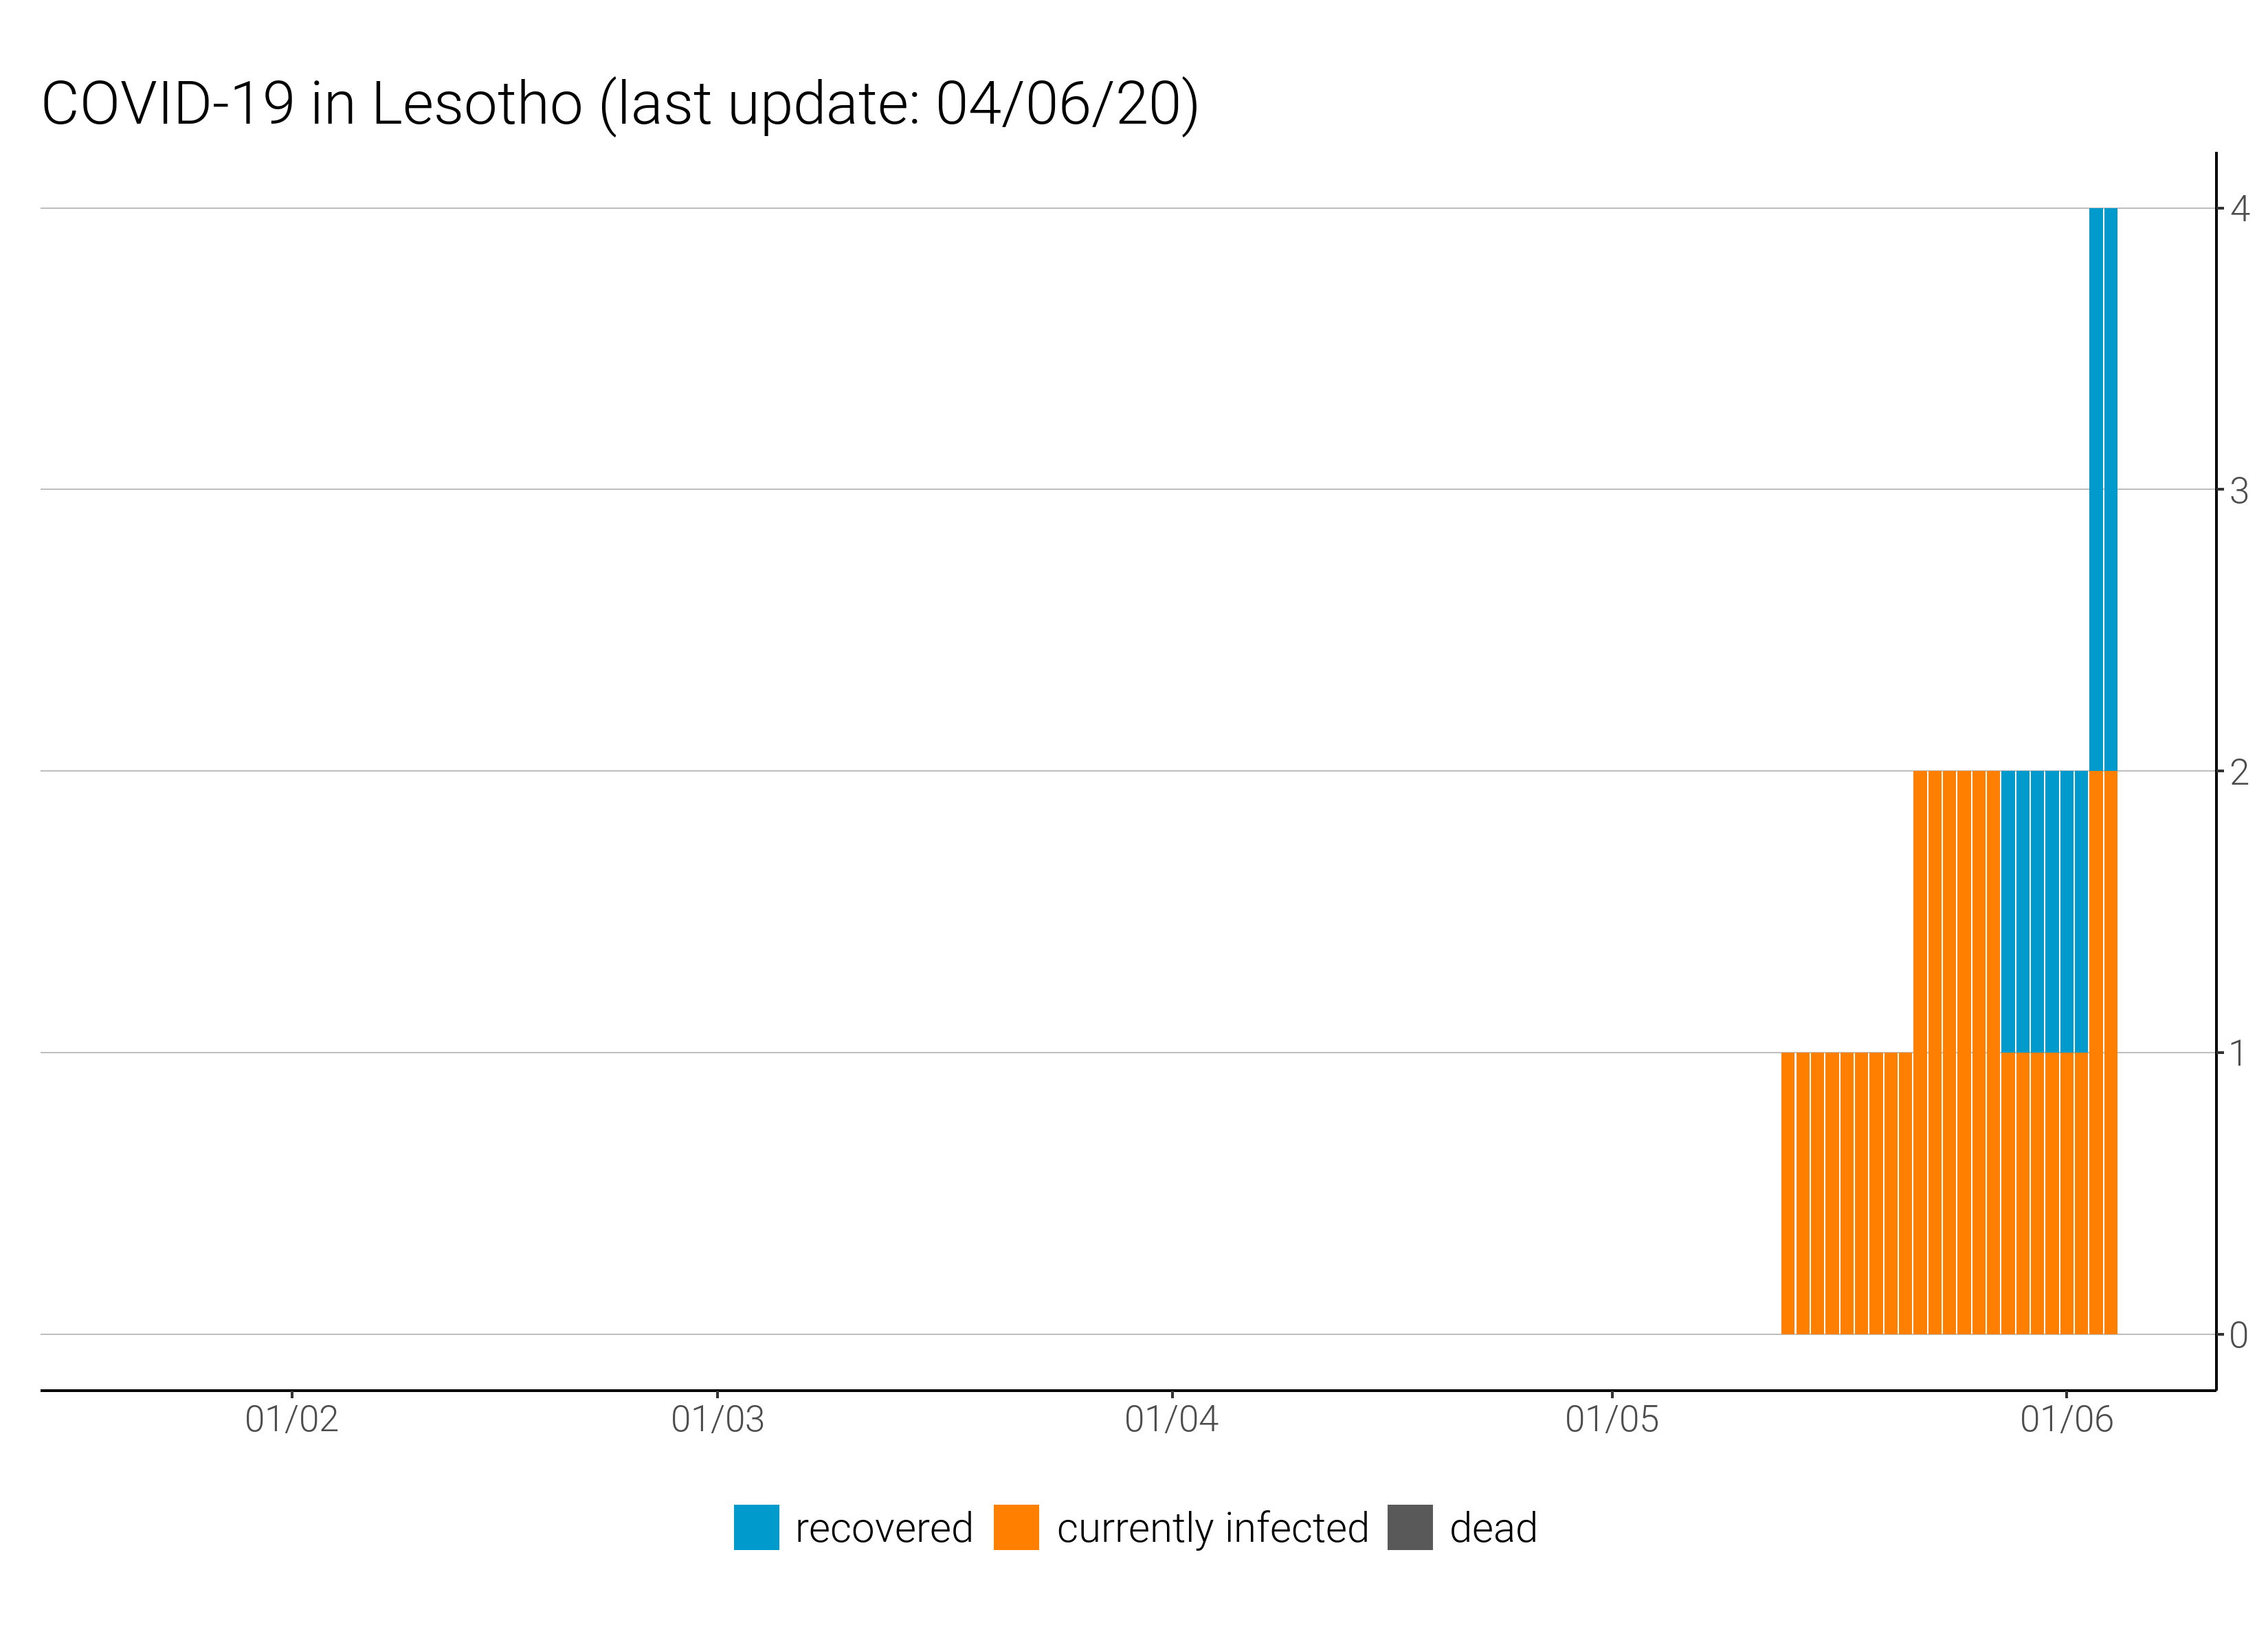 COVID-19 in Lesotho (last update: 04/06/20)
4
3
2
1
0
01/02 01/03 01/04 01/05 01/06
recovered currently infected dead